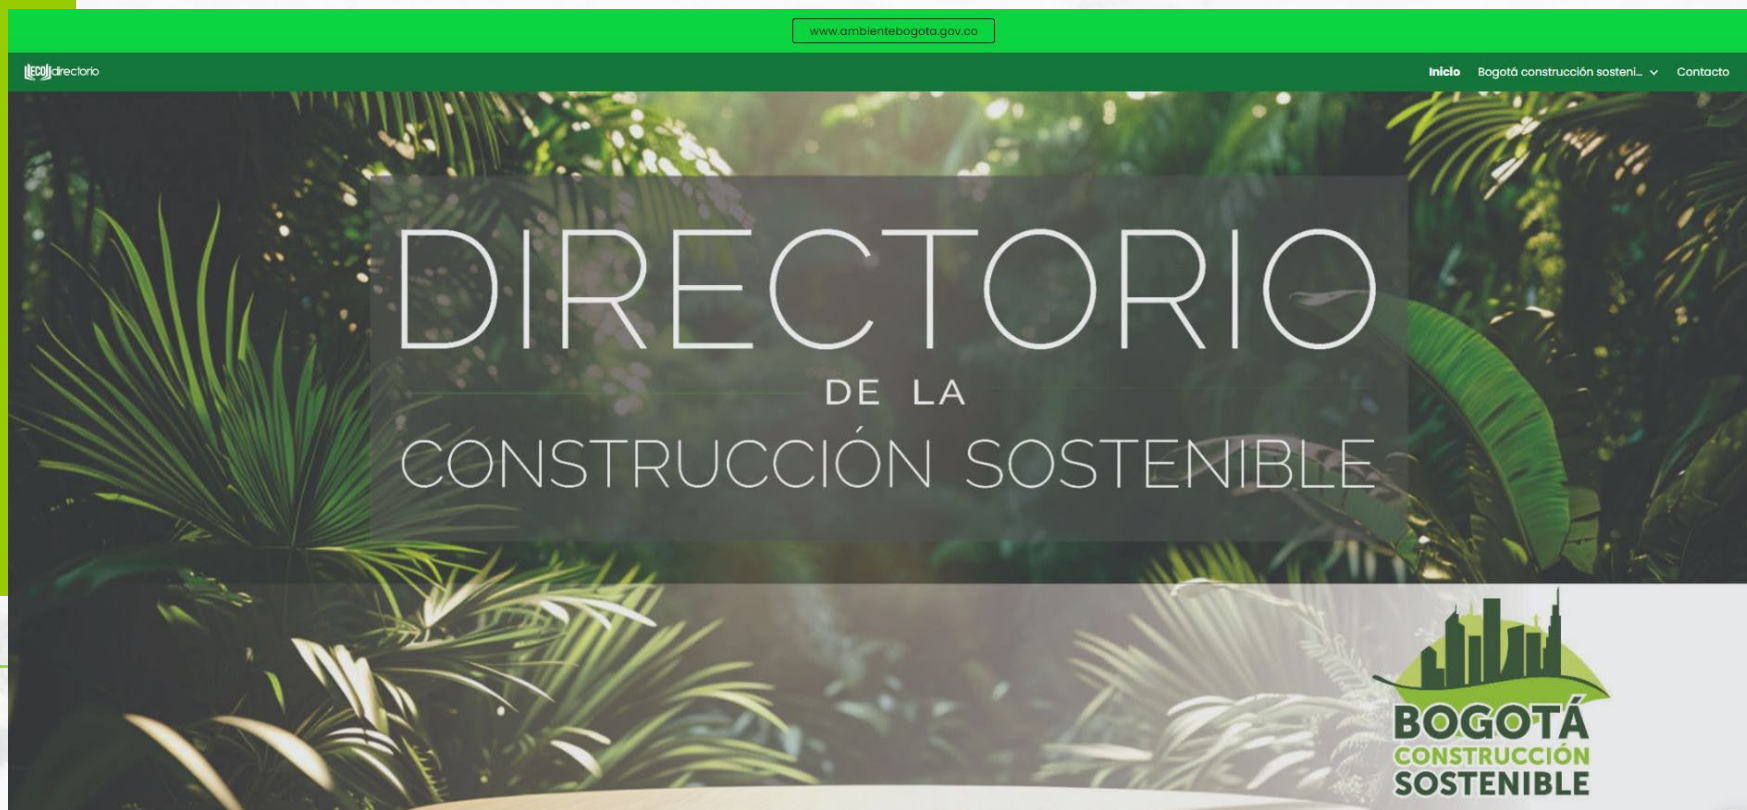 www.ambientebogota.gov.co
ECO directorio
Inicio Bogotá construcción sosteni... Contacto
DIRECTORIO
DE LA
CONSTRUCCIÓN SOSTENIBLE
BOGOTÁ
CONSTRUCCIÓN
SOSTENIBLE